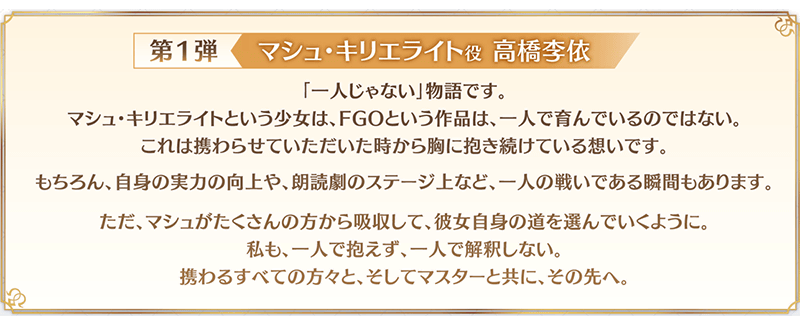 第1弾 マシュ・キリエライト役 高橋李依
「一人じゃない」物語です。
マシュ・キリエライトという少女は、FGOという作品は、一人で育んでいるのではない。
これは携わらせていただいた時から胸に抱き続けている想いです。
もちろん、自身の実力の向上や、朗読劇のステージ上など、一人の戦いである瞬間もあります。
ただ、マシュがたくさんの方から吸収して、彼女自身の道を選んでいくように。
私も、一人で抱えず、一人で解釈しない。
携わるすべての方々と、そしてマスターと共に、その先へ。